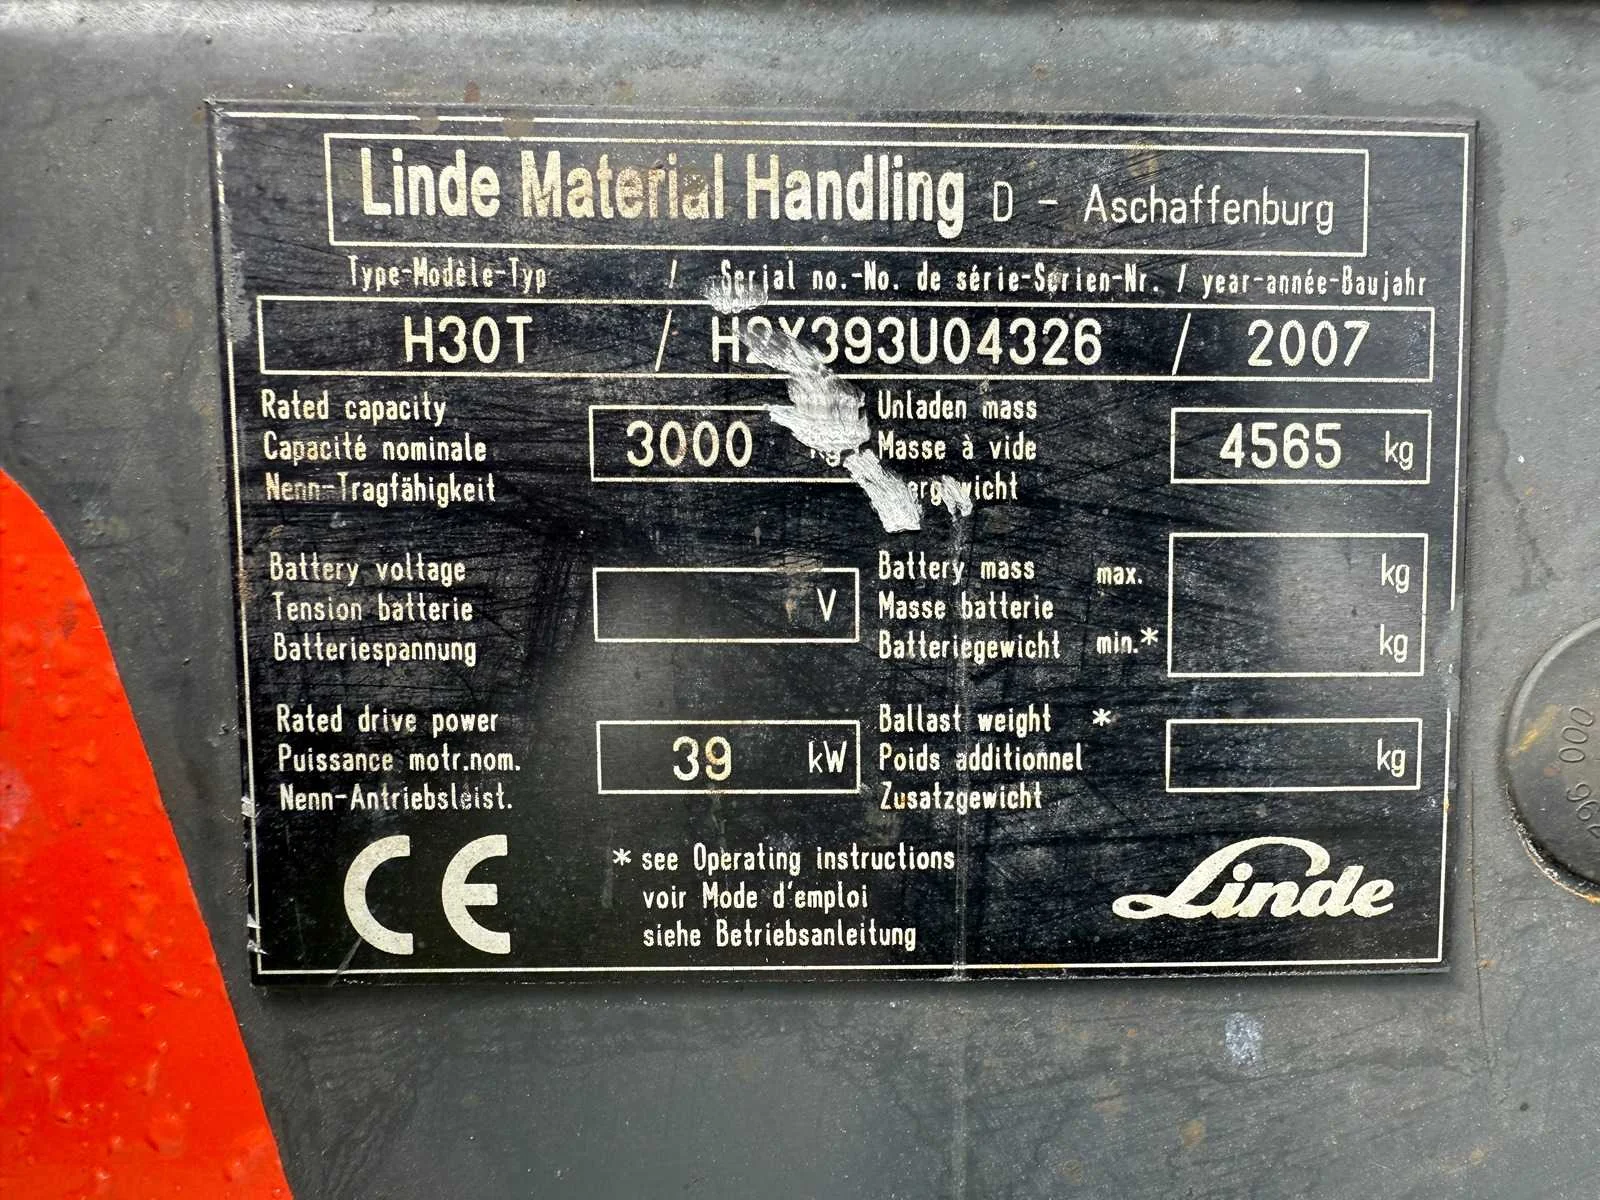 Linde Material Handling D - Aschaffenburg
Type-Modèle-Typ / Serial no.-No. de série-Serien-Nr. / year-année-Baujahr
H30T / H2X393U04326 / 2007
Rated capacity
Capacité nominale
Nenn-Tragfähigkeit
3000 kg
Unladen mass
Masse à vide
4565 kg
Battery voltage
Tension batterie
Batteriespannung
V
Battery mass max. kg
Masse batterie
Batteriegewicht min.* kg
Rated drive power
Puissance motr.nom.
Nenn-Antriebsleist.
39 kW
Ballast weight *
Poids additionnel
Zusatzgewicht
kg
CE
* see Operating instructions
voir Mode d'emploi
siehe Betriebsanleitung
Linde